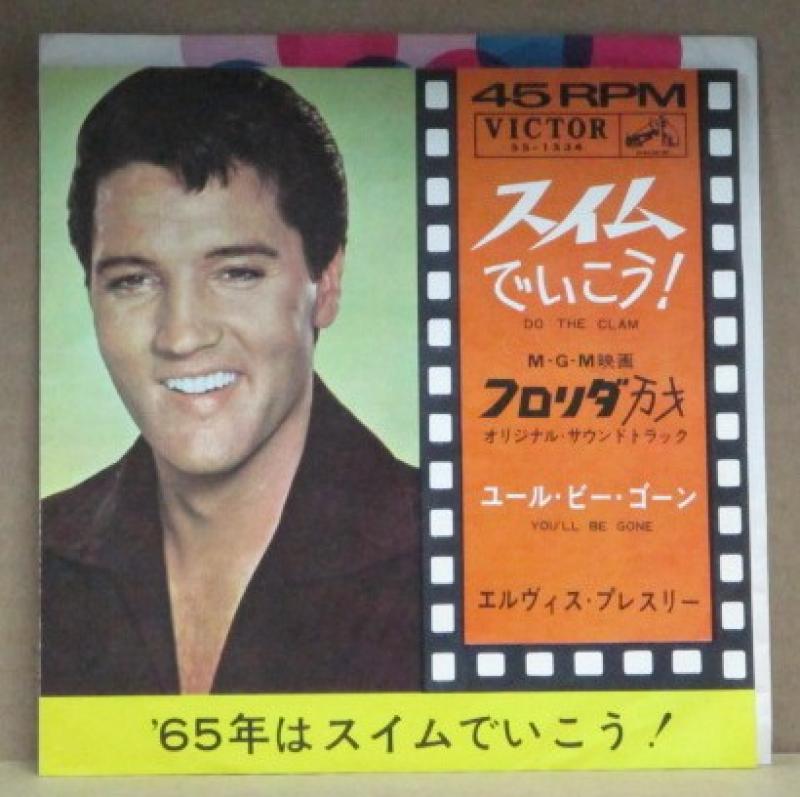 45 RPM
VICTOR
SS-1536
スイム
でいこう!
DO THE CLAM
M・G・M映画
フロリダ万才
オリジナル・サウンドトラック
ユール・ビー・ゴーン
YOU'LL BE GONE
エルヴィス・プレスリー
'65年はスイムでいこう!